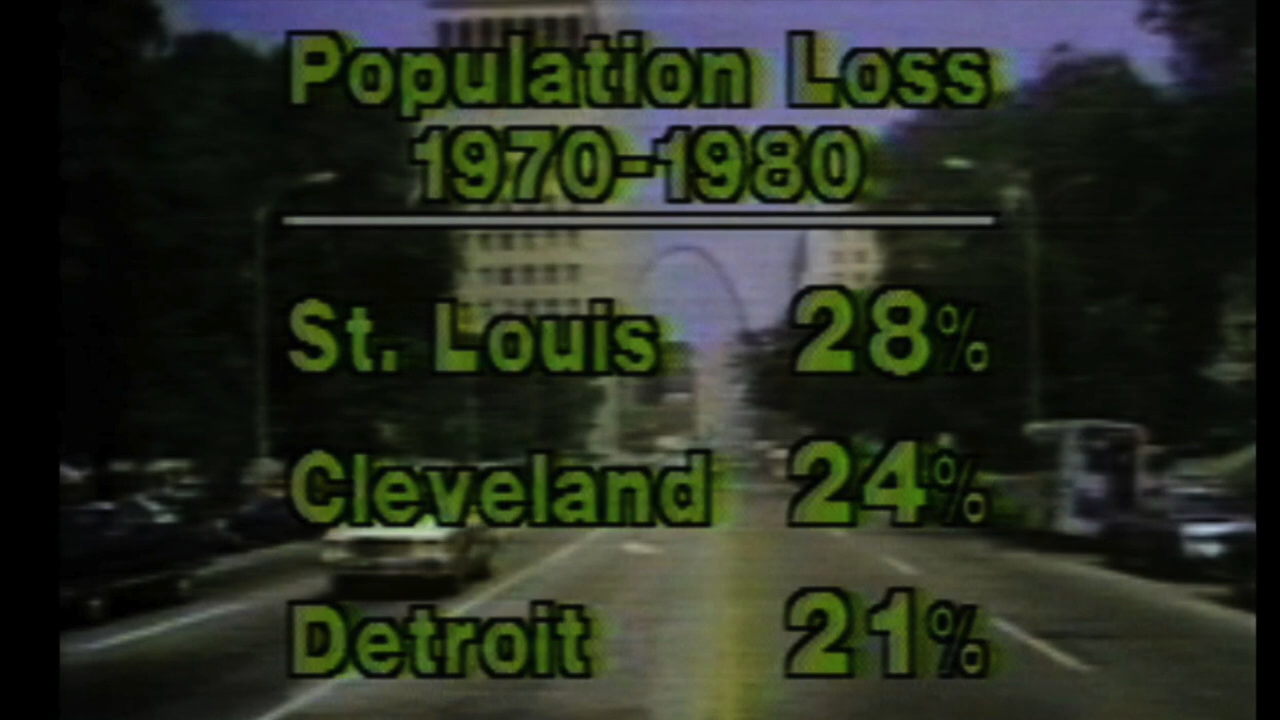 Population Loss
1970-1980
St. Louis 28%
Cleveland 24%
Detroit 21%